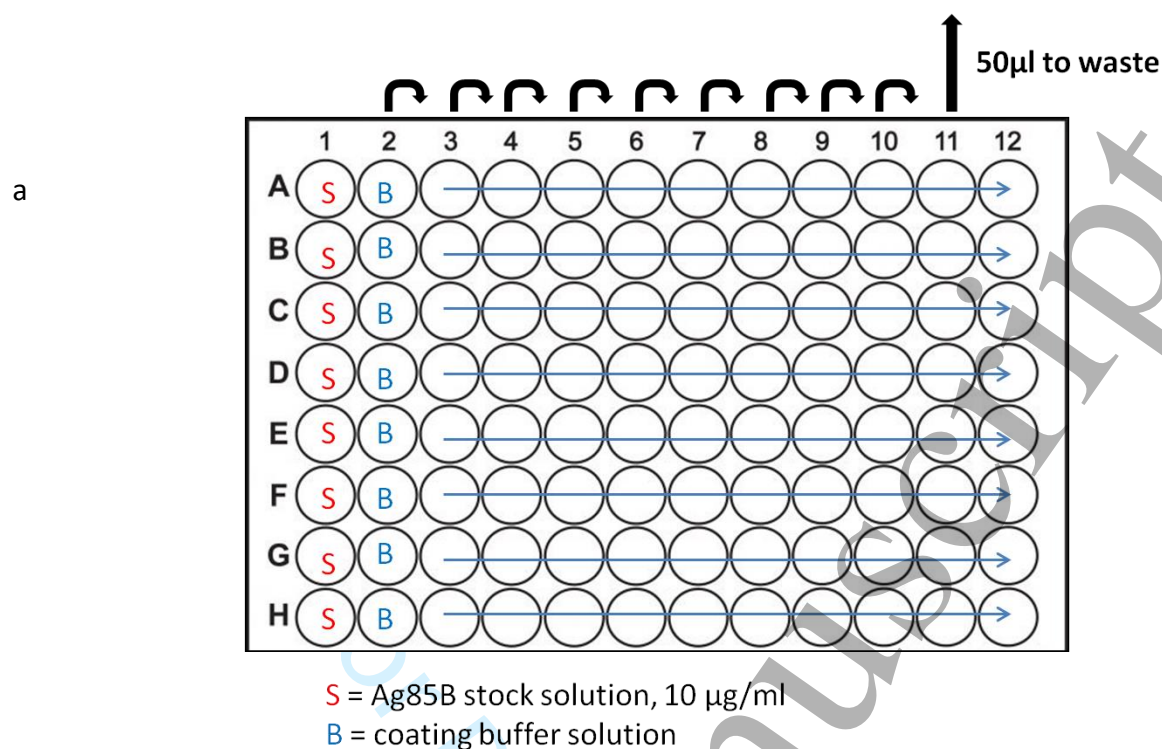 50µl to waste
1 2 3 4 5 6 7 8 9 10 11 12
a
A S B
B S B
C S B
D S B
E S B
F S B
G S B
H S B
S = Ag85B stock solution, 10 µg/ml
B = coating buffer solution